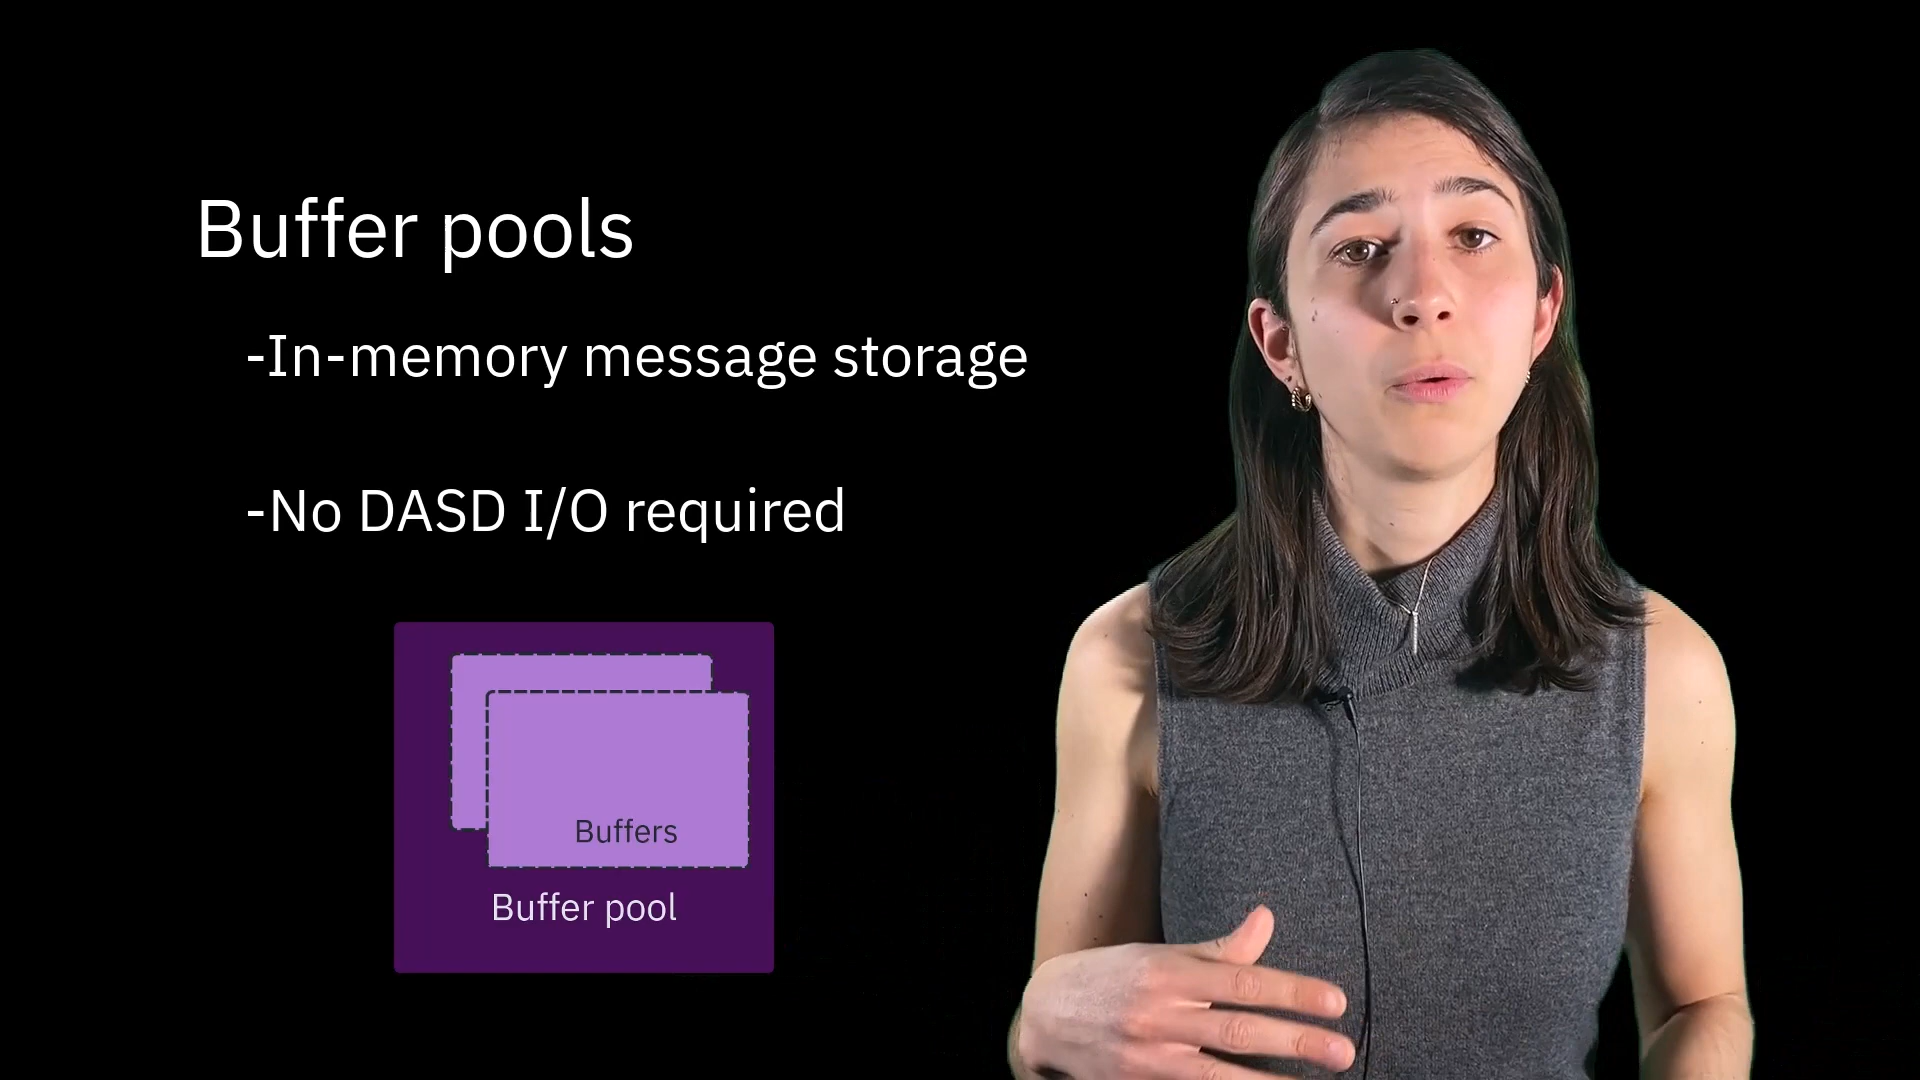 Buffer pools
-In-memory message storage
-No DASD I/O required
Buffers
Buffer pool